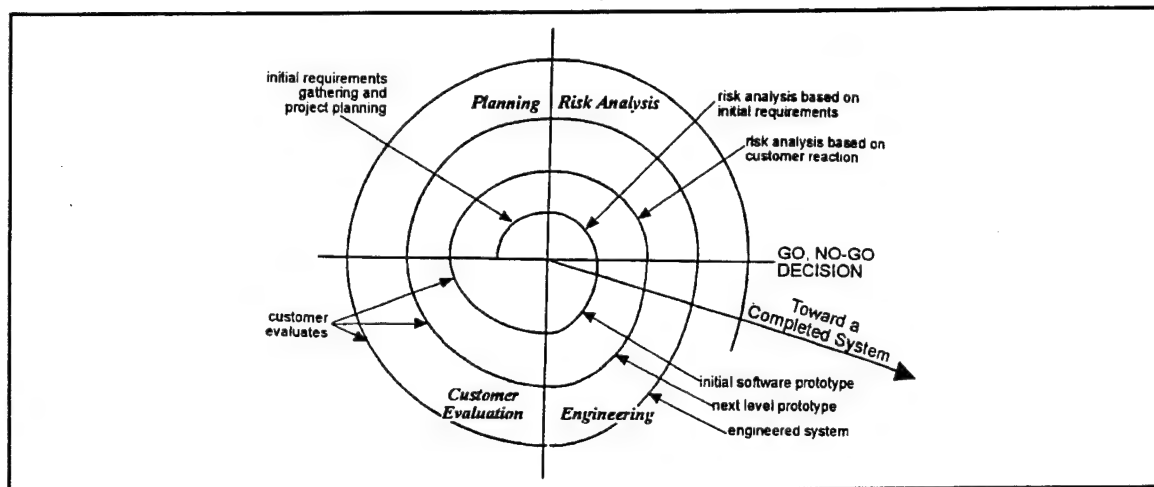 initial requirements
gathering and
project planning
Planning
Risk Analysis
risk analysis based on
initial requirements
risk analysis based on
customer reaction
GO, NO-GO
DECISION
Toward a
Completed System
customer
evaluates
initial software prototype
next level prototype
engineered system
Customer
Evaluation
Engineering